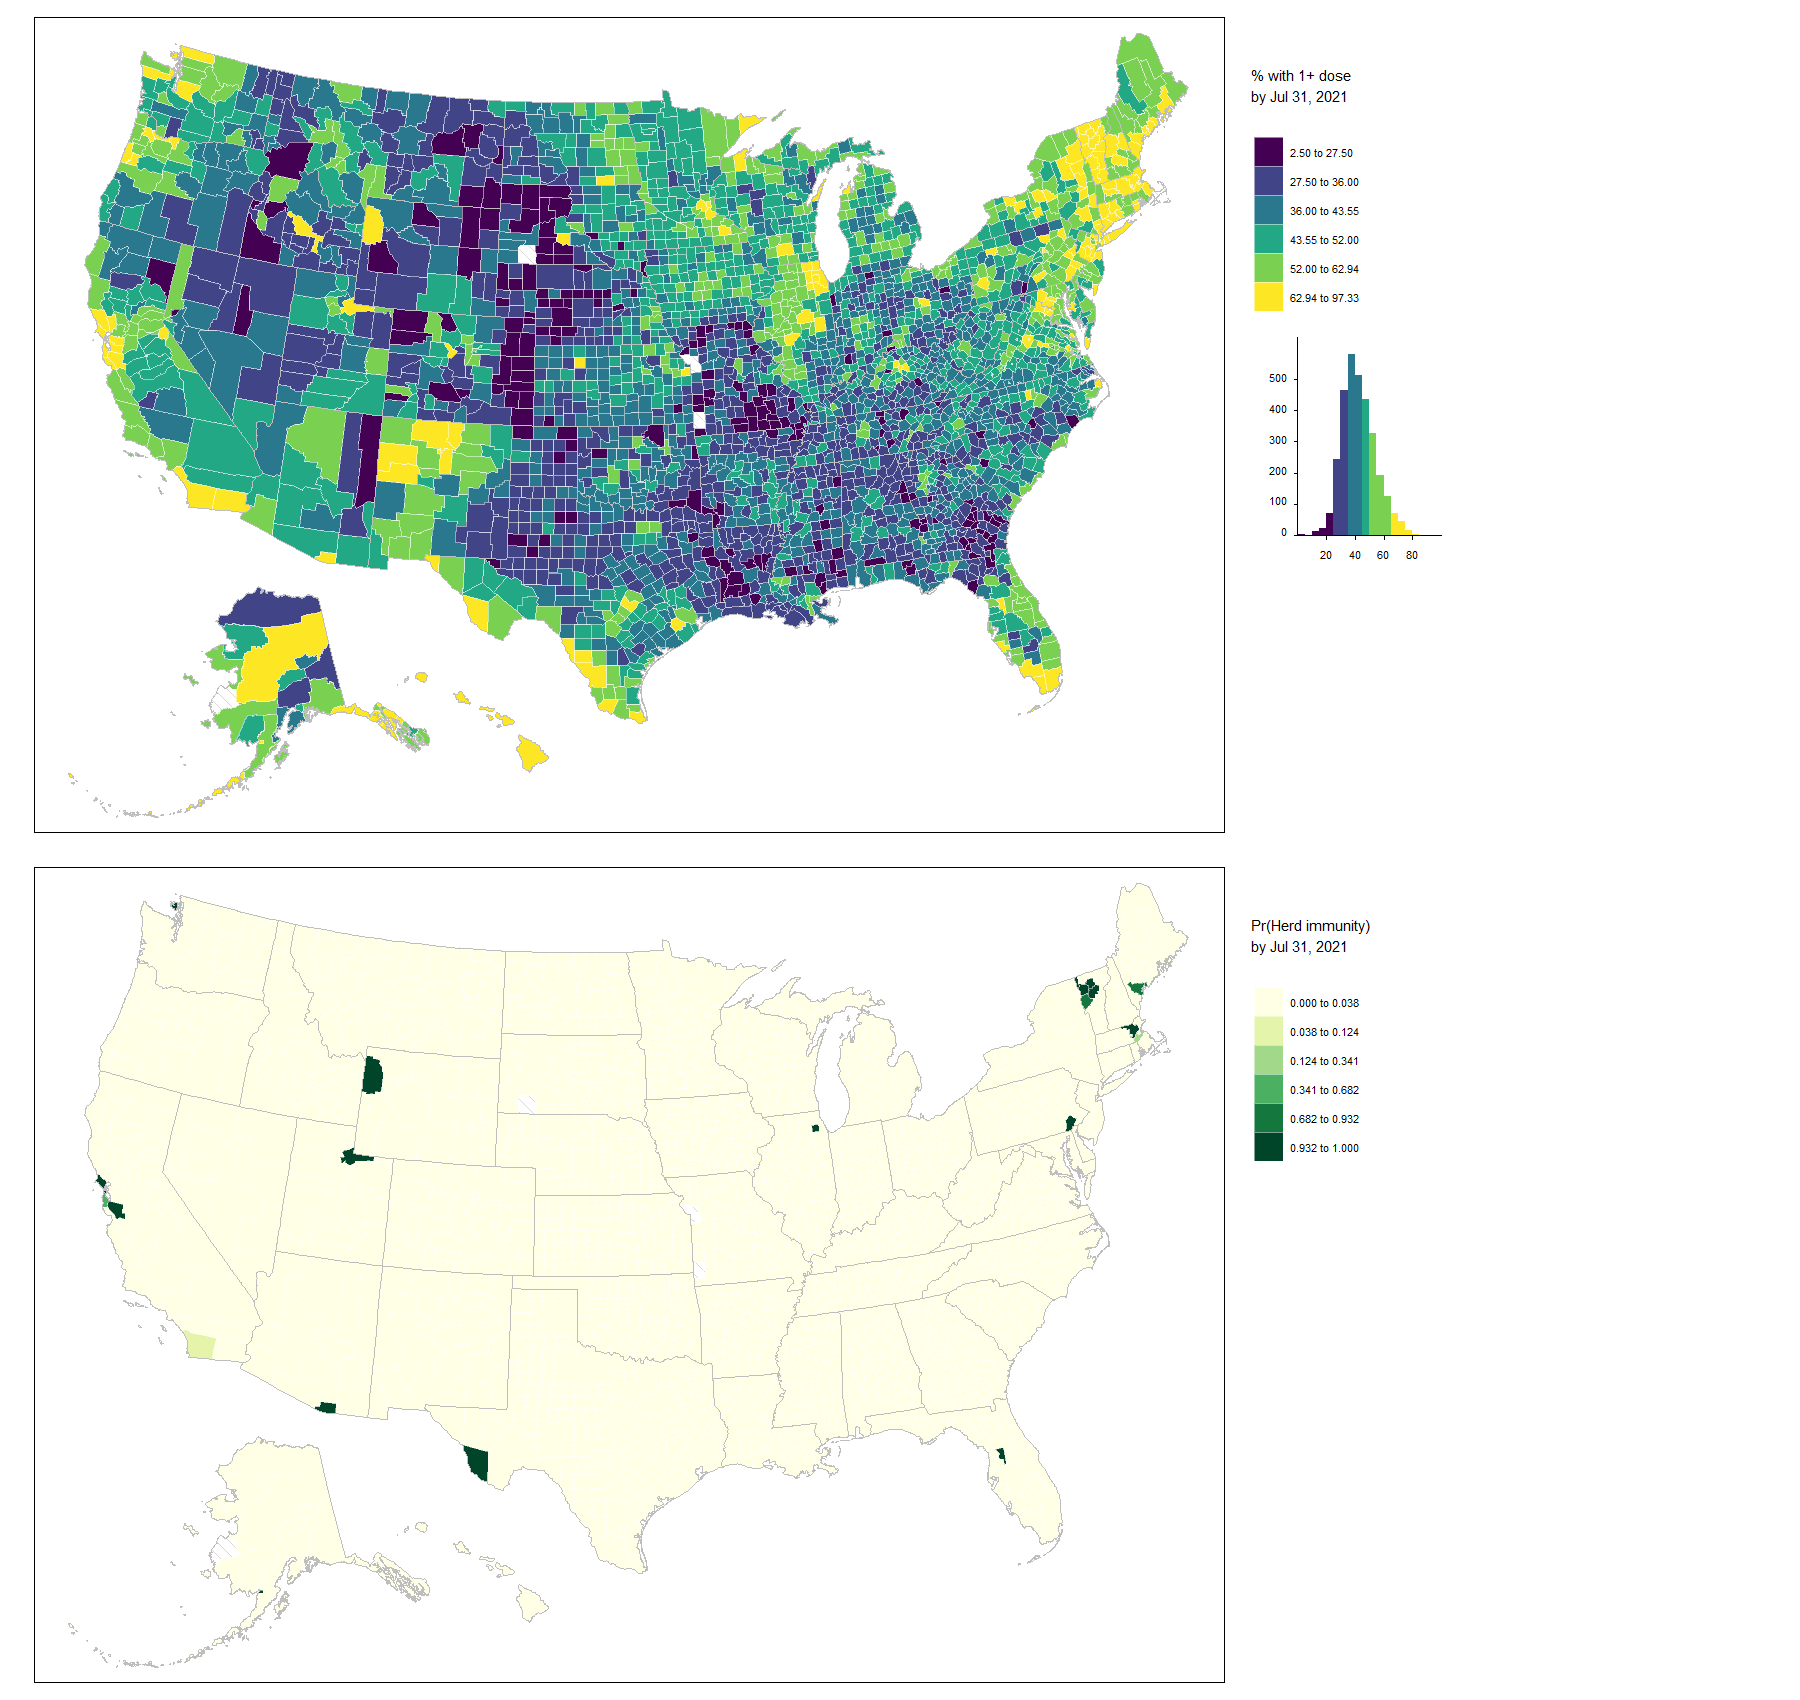 % with 1+ dose
by Jul 31, 2021
2.50 to 27.50
27.50 to 36.00
36.00 to 43.55
43.55 to 52.00
52.00 to 62.94
62.94 to 97.33
500
400
300
200
100
0
20 40 60 80
Pr(Herd immunity)
by Jul 31, 2021
0.000 to 0.038
0.038 to 0.124
0.124 to 0.341
0.341 to 0.682
0.682 to 0.932
0.932 to 1.000